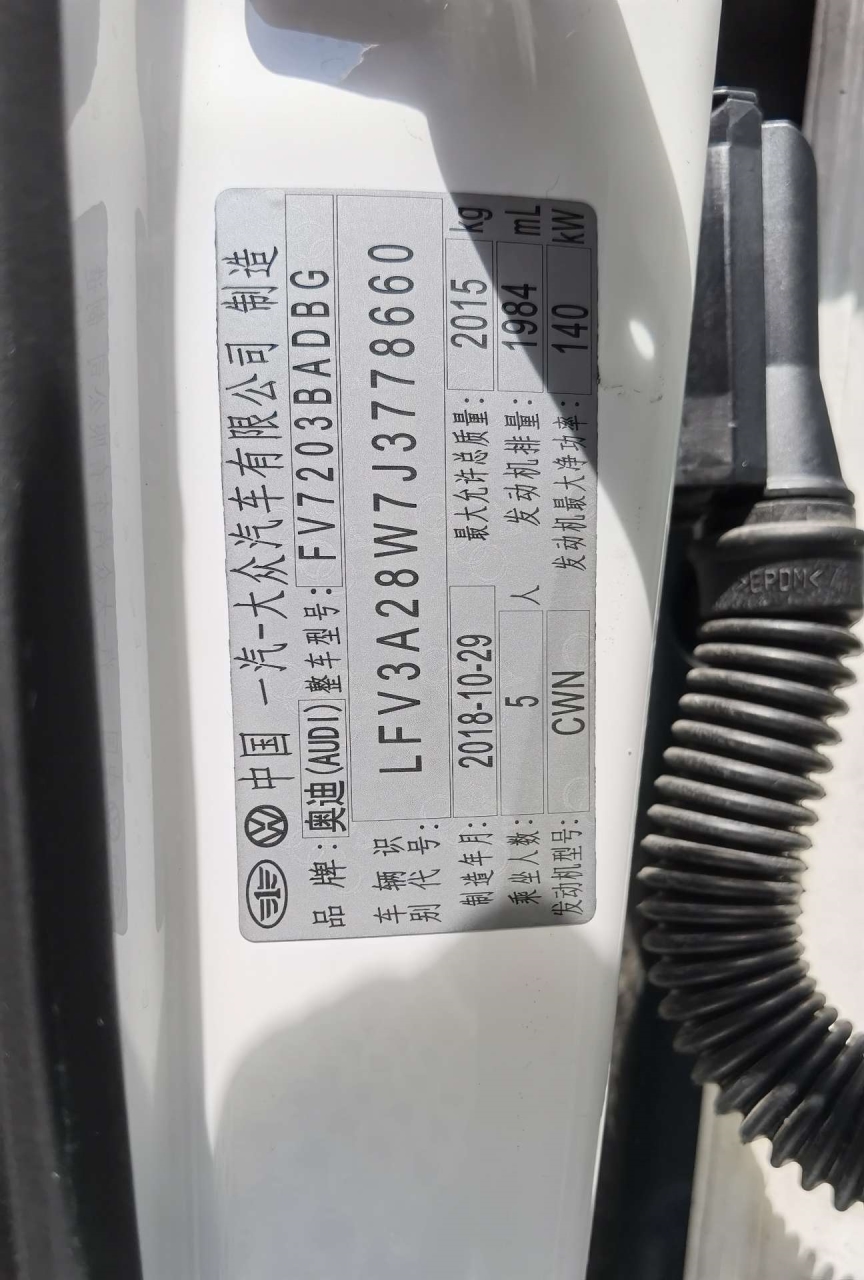 中国 一汽-大众汽车有限公司 制造
品牌:奥迪(AUDI) 整车型号:FV7203BADBG
车辆识别代号:LFV3A28W7J3778660
制造年月:2018-10-29 最大允许总质量:2015 kg
乘坐人数:5 人 发动机排量:1984 mL
发动机型号:CWN 发动机最大净功率:140 kW
>EPDM<